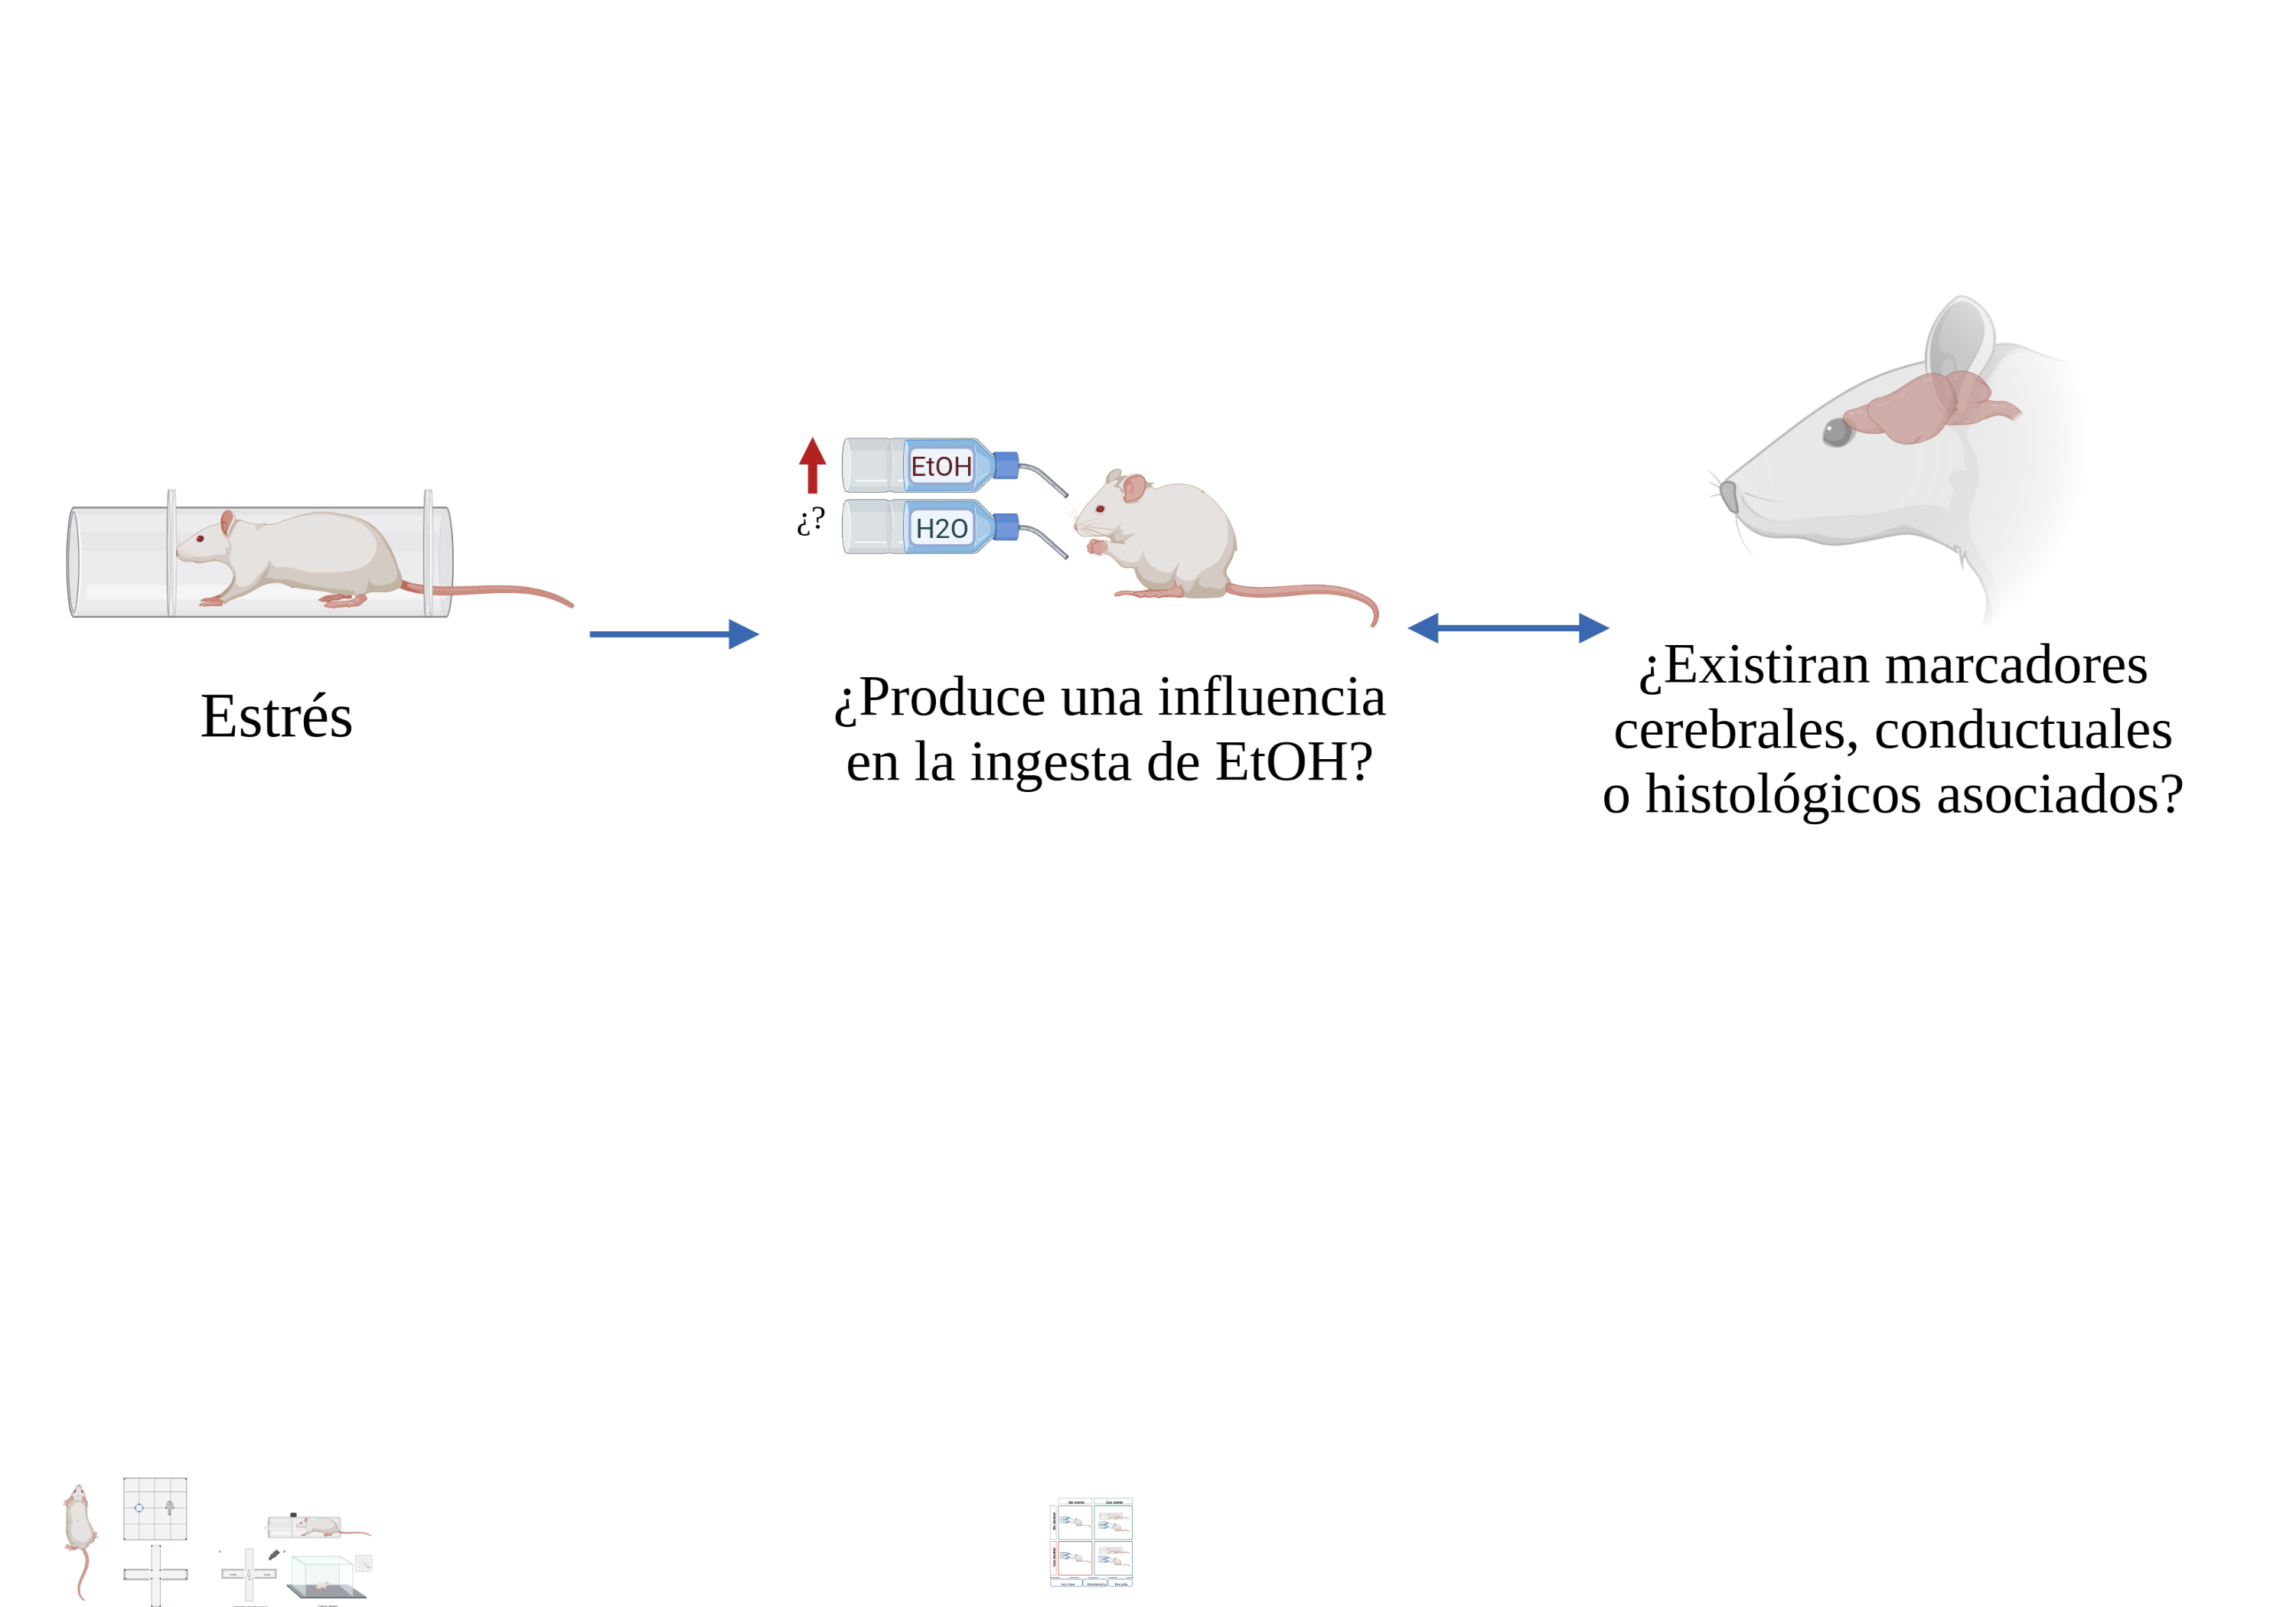 EtOH
H2O
¿?
Estrés
¿Produce una influencia
en la ingesta de EtOH?
¿Existiran marcadores
cerebrales, conductuales
o histológicos asociados?